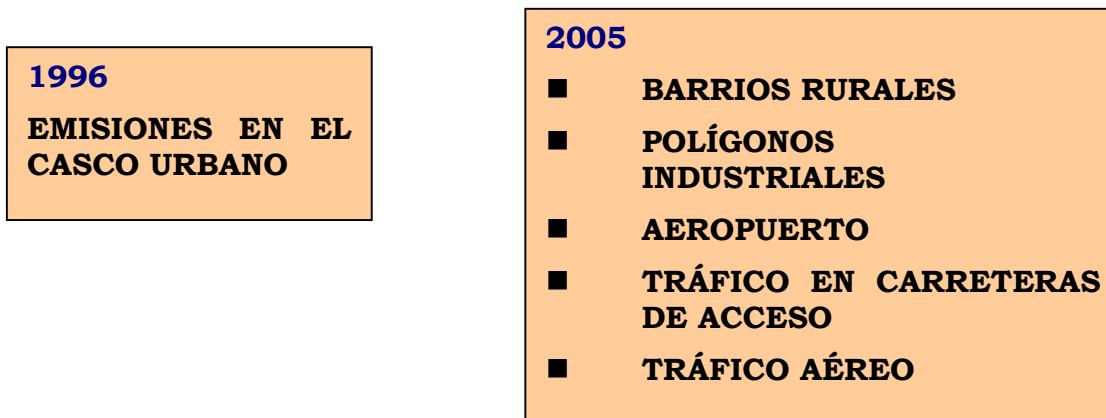 1996
EMISIONES EN EL
CASCO URBANO
2005
■ BARRIOS RURALES
■ POLÍGONOS
INDUSTRIALES
■ AEROPUERTO
■ TRÁFICO EN CARRETERAS
DE ACCESO
■ TRÁFICO AÉREO